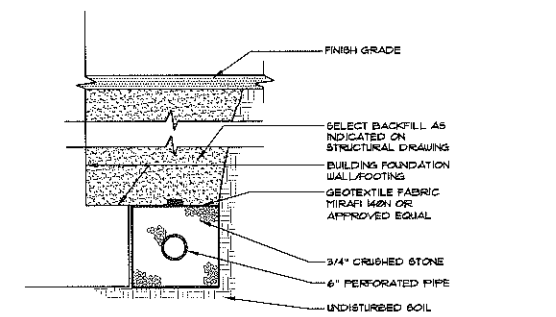 FINISH GRADE
SELECT BACKFILL AS
INDICATED ON
STRUCTURAL DRAWING
BUILDING FOUNDATION
WALL/FOOTING
GEOTEXTILE FABRIC
MIRAFI 140N OR
APPROVED EQUAL
3/4" CRUSHED STONE
6" PERFORATED PIPE
UNDISTURBED SOIL